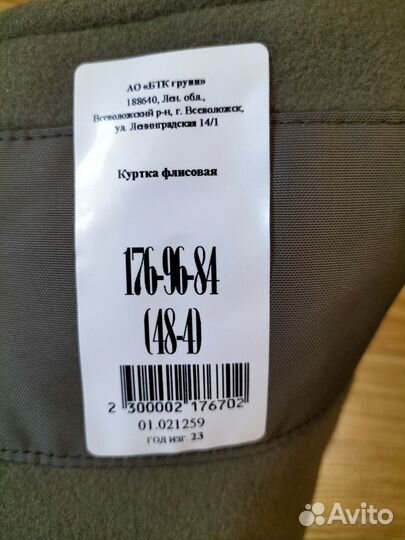 АО «БТК групп»
188640, Лен. обл.,
Всеволожский р-н, г. Всеволожск,
ул. Ленинградская 14/1
Куртка флисовая
176-96-84
(48-4)
2 300002 176702
01.021259
год изг. 23
Avito